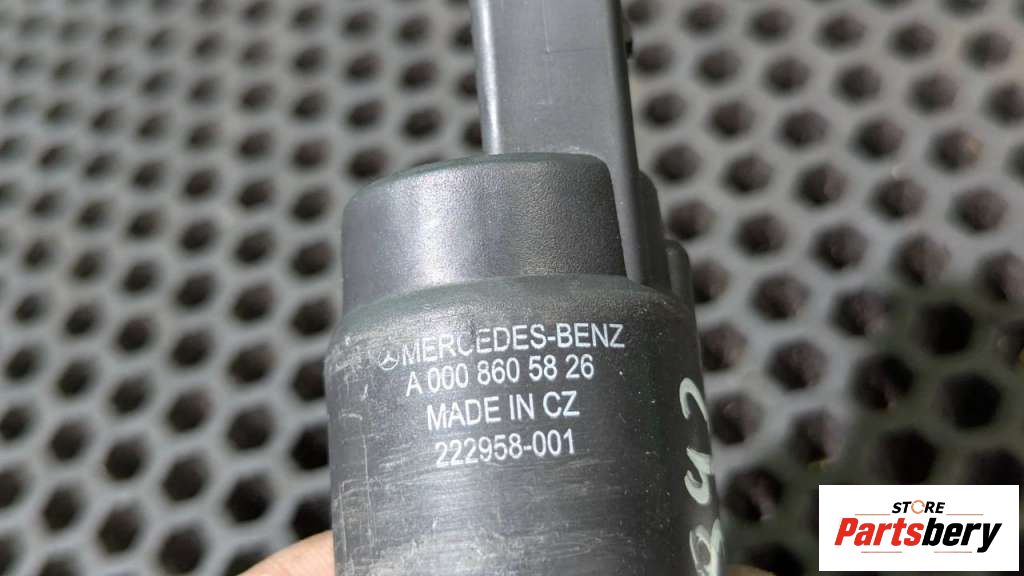 MERCEDES-BENZ
A 000 860 58 26
MADE IN CZ
222958-001
STORE
Partsbery